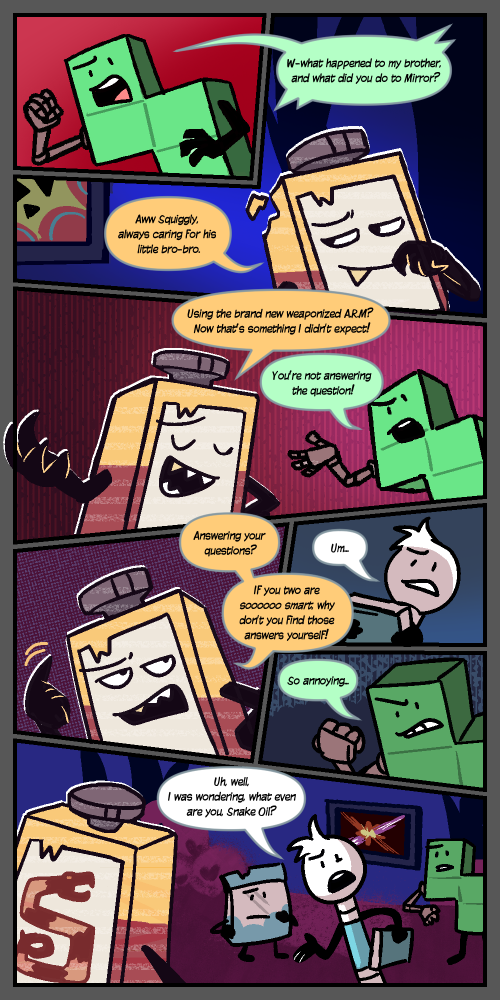 W-what happened to my brother,
and what did you do to Mirror?
Aww Squiggly,
always caring for his
little bro-bro.
Using the brand new weaponized A.R.M?
Now that's something I didn't expect!
You're not answering
the question!
Answering your
questions?
If you two are
soooooo smart, why
don't you find those
answers yourself!
Um...
So annoying...
Uh, well,
I was wondering, what even
are you, Snake Oil?